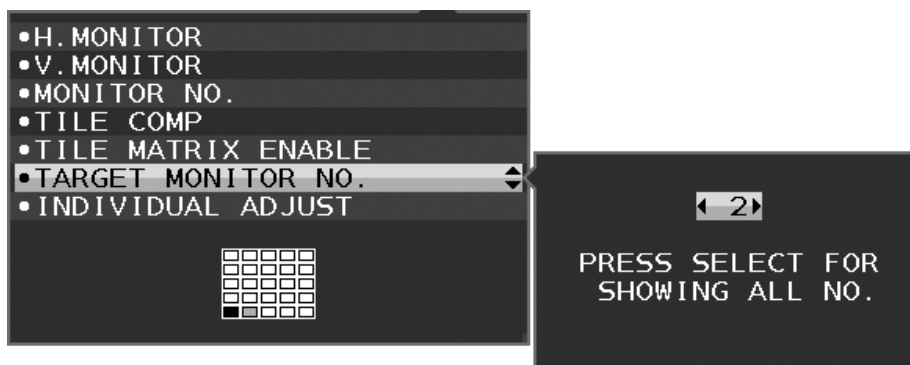 •H.MONITOR
•V.MONITOR
•MONITOR NO.
•TILE COMP
•TILE MATRIX ENABLE
•TARGET MONITOR NO.
•INDIVIDUAL ADJUST
2
PRESS SELECT FOR
SHOWING ALL NO.